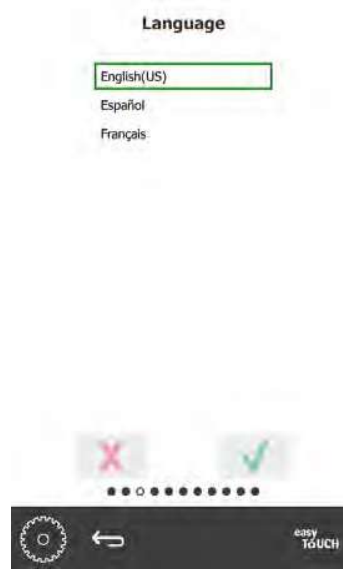 Language
English(US)
Español
Français
easy
TOUCH